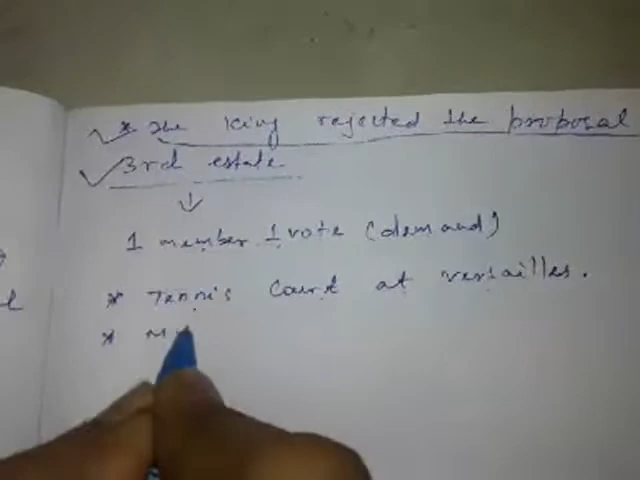 * The King rejected the proposal
3rd estate
↓
1 member 1 vote (demand)
* Tennis Court at versailles.
* M